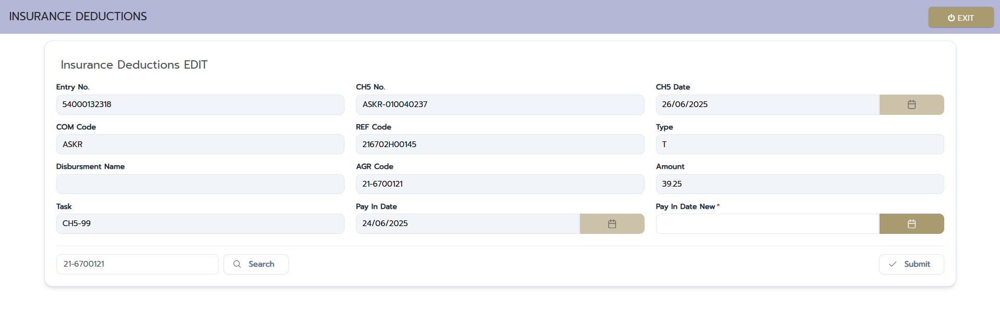 INSURANCE DEDUCTIONS
EXIT
Insurance Deductions EDIT
Entry No. CH5 No. CH5 Date
54000132318 ASKR-010040237 26/06/2025
COM Code REF Code Type
ASKR 216702H00145 T
Disbursment Name AGR Code Amount
21-6700121 39.25
Task Pay In Date Pay In Date New *
CH5-99 24/06/2025
21-6700121 Search Submit